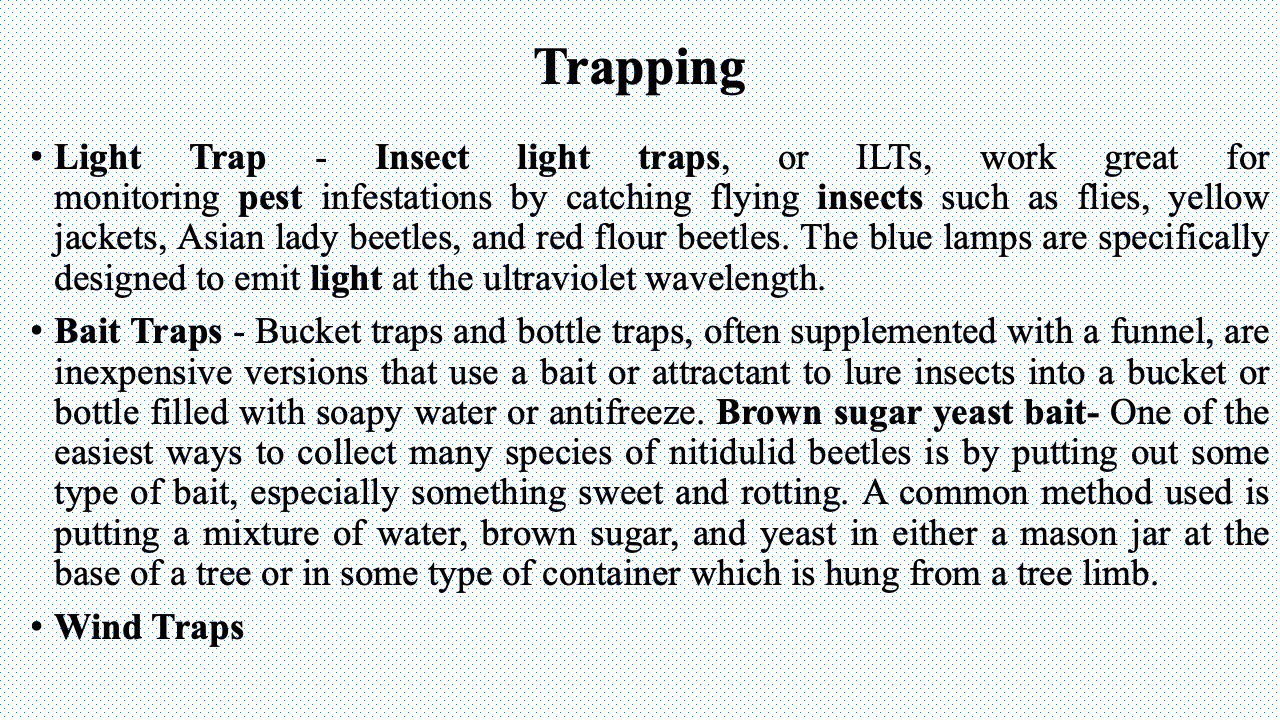 Trapping
• Light Trap - Insect light traps, or ILTs, work great for
monitoring pest infestations by catching flying insects such as flies, yellow
jackets, Asian lady beetles, and red flour beetles. The blue lamps are specifically
designed to emit light at the ultraviolet wavelength.
• Bait Traps - Bucket traps and bottle traps, often supplemented with a funnel, are
inexpensive versions that use a bait or attractant to lure insects into a bucket or
bottle filled with soapy water or antifreeze. Brown sugar yeast bait- One of the
easiest ways to collect many species of nitidulid beetles is by putting out some
type of bait, especially something sweet and rotting. A common method used is
putting a mixture of water, brown sugar, and yeast in either a mason jar at the
base of a tree or in some type of container which is hung from a tree limb.
• Wind Traps